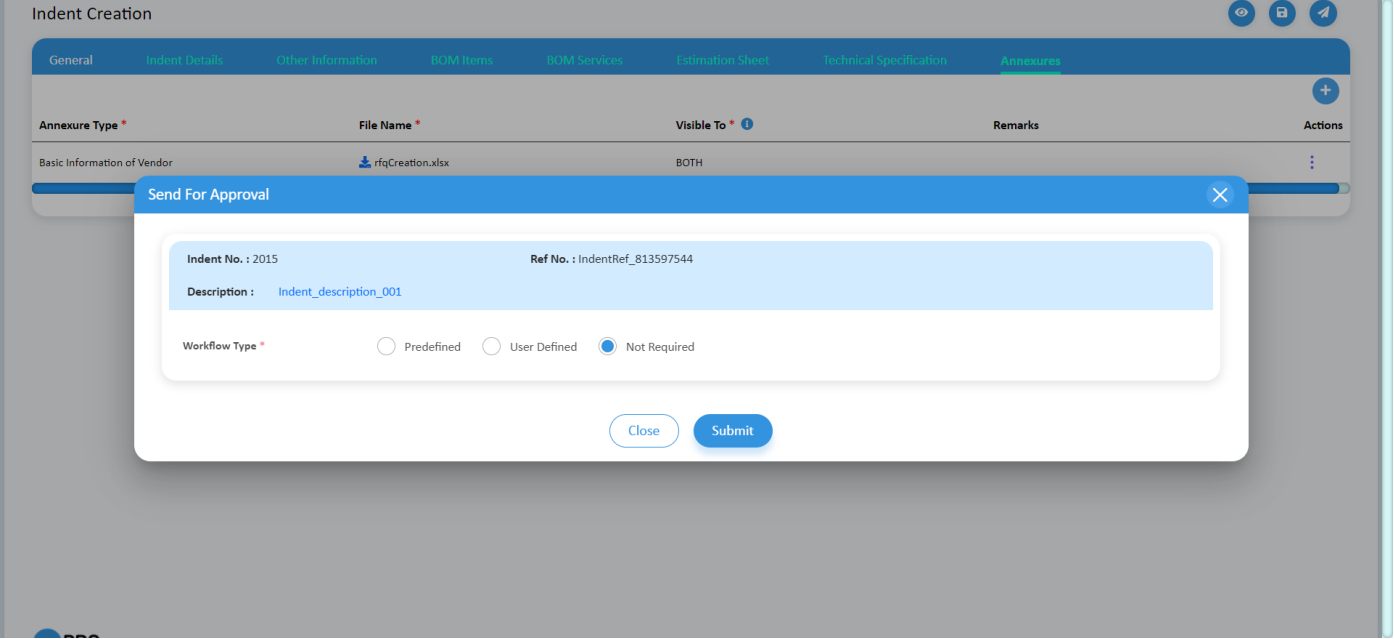 Indent Creation
General Indent Details Other Information BOM Items BOM Services Estimation Sheet Technical Specification Annexures
Annexure Type * File Name * Visible To * Remarks Actions
Basic Information of Vendor rfqCreation.xlsx BOTH
Send For Approval
Indent No. : 2015 Ref No. : IndentRef_813597544
Description : Indent_description_001
Workflow Type * Predefined User Defined Not Required
Close Submit